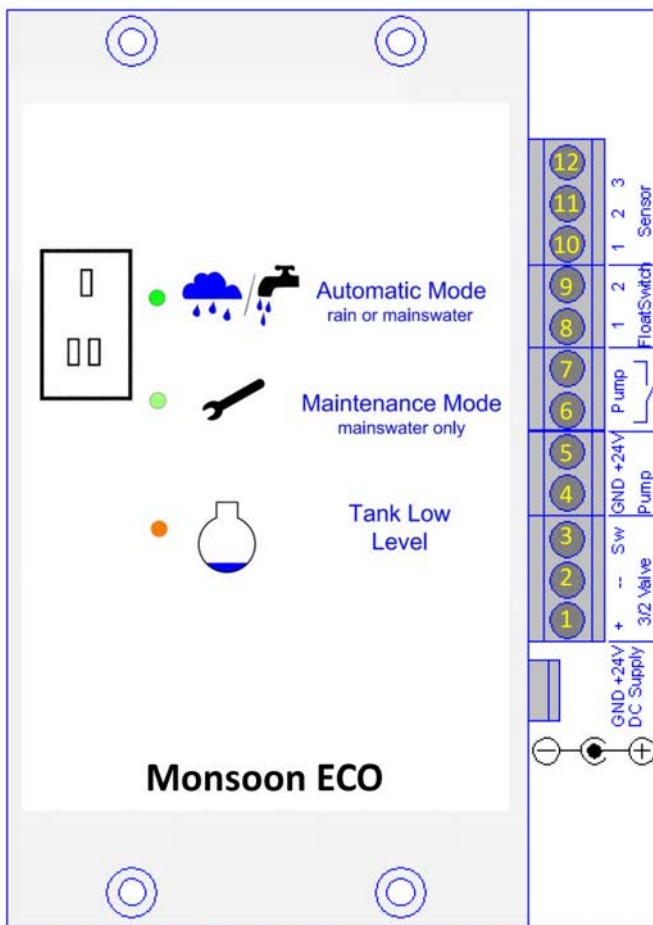 Automatic Mode
rain or mainswater
Maintenance Mode
mainswater only
Tank Low
Level
Monsoon ECO
12
11
10
9
8
7
6
5
4
3
2
1
1 2 3
Sensor
1 2
FloatSwitch
Pump
GND +24V
Pump
+ -- Sw
3/2 Valve
GND +24V
DC Supply